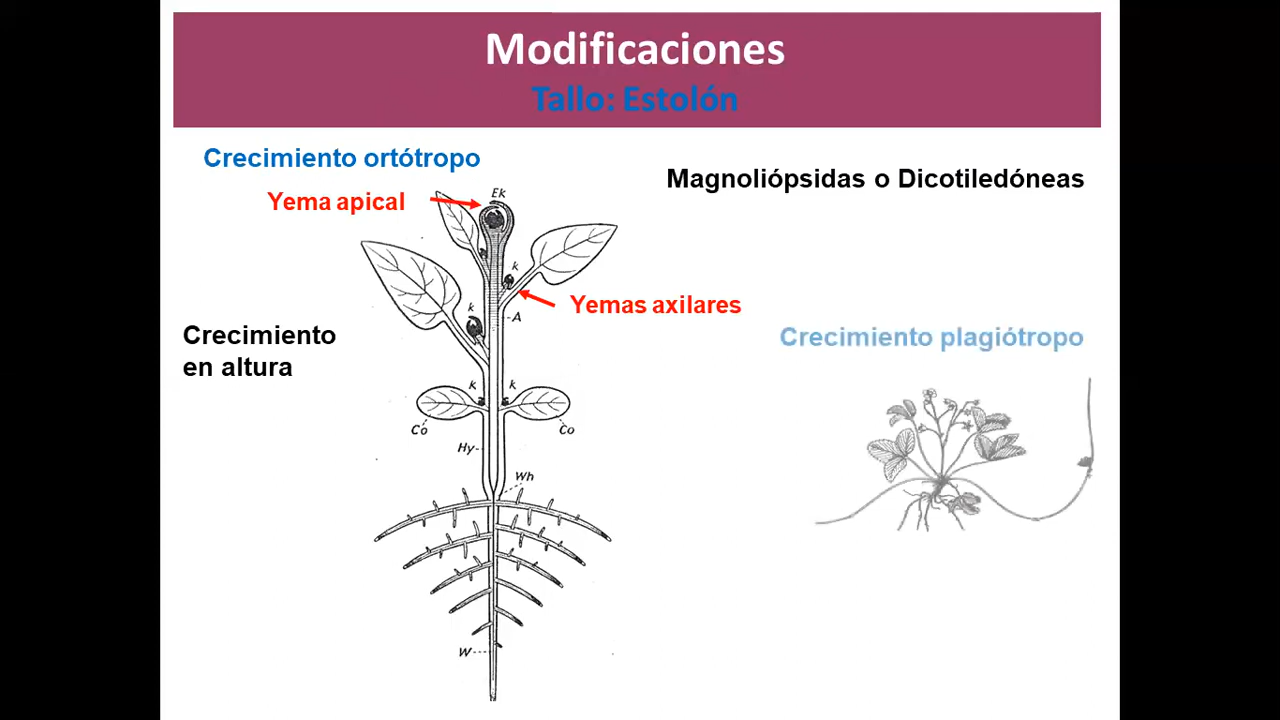 Modificaciones
Tallo: Estolón
Crecimiento ortótropo
Magnoliópsidas o Dicotiledóneas
Yema apical
Ek
k
Yemas axilares
k
A
Crecimiento
en altura
Crecimiento plagiótropo
k
k
Co
Co
Hy
Wh
W